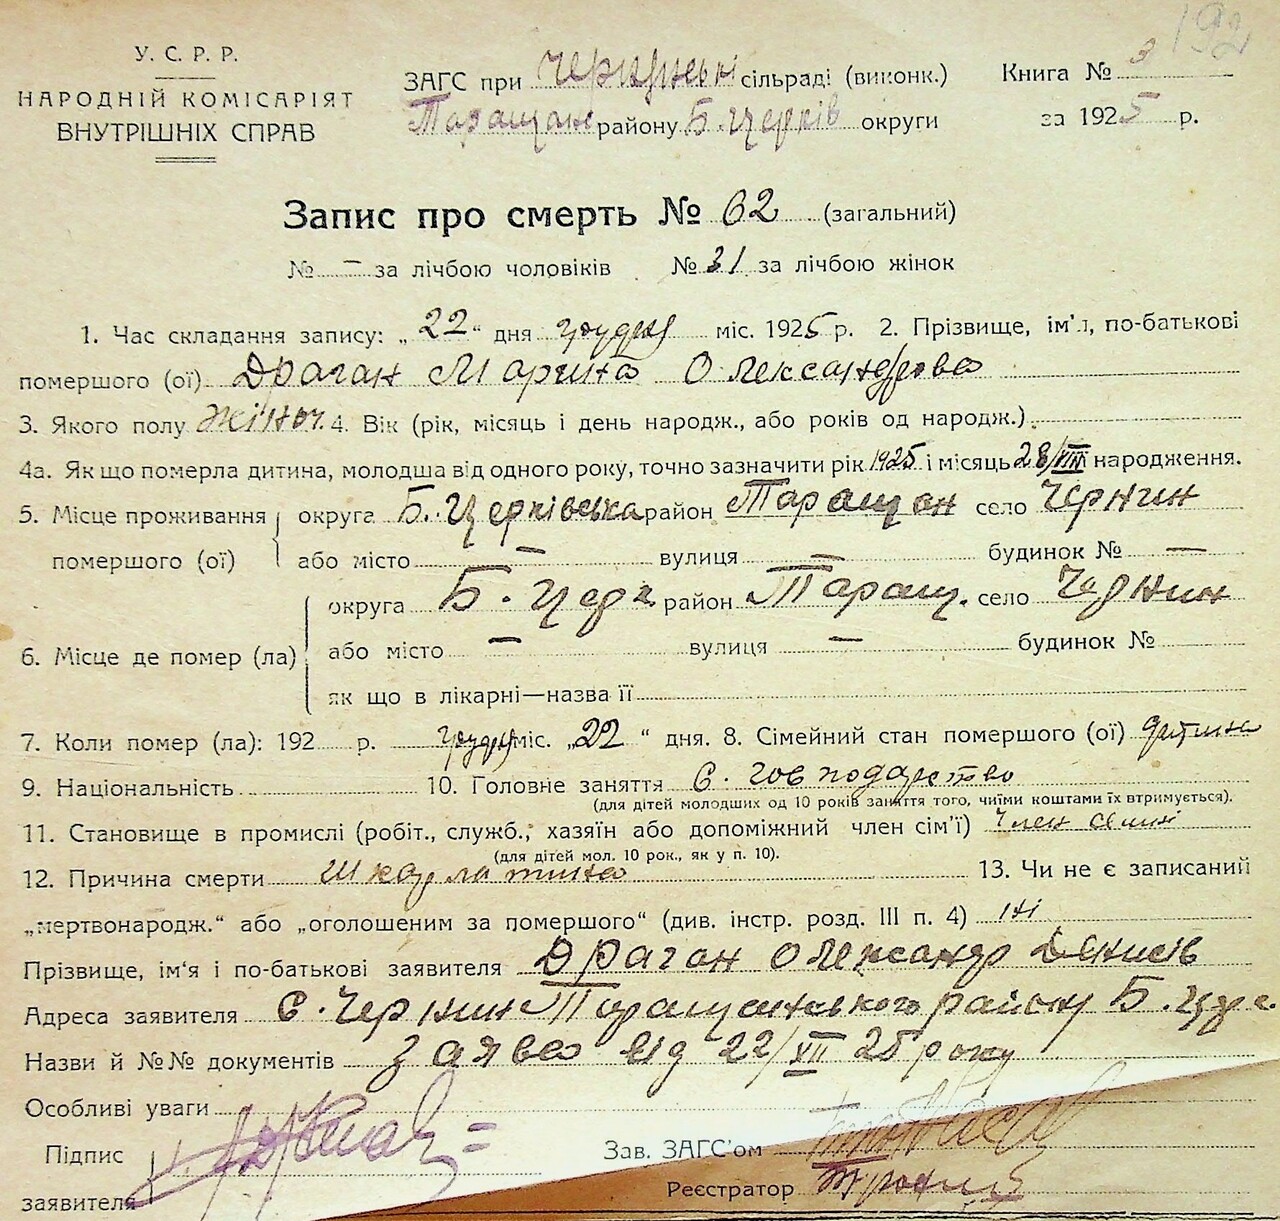 192
У. С. Р. Р.
НАРОДНІЙ КОМІСАРІЯТ
ВНУТРІШНІХ СПРАВ
ЗАГС при Чернинськ сільраді (виконк.)
Таращан району Б. Церків округи
Книга № 3
за 1925 р.
Запис про смерть № 62 (загальний)
№ — за лічбою чоловіків № 31 за лічбою жінок
1. Час складання запису: „22“ дня грудня міс. 1925 р. 2. Прізвище, ім'я, по-батькові
помершого (ої) Драган Марина Олександрова
3. Якого полу жіноч. 4. Вік (рік, місяць і день народж., або років од народж.)
4а. Як що померла дитина, молодша від одного року, точно зазначити рік 1925 і місяць 28/VIII народження.
5. Місце проживання помершого (ої) округа Б. Церківська район Таращан село Чернин
або місто — вулиця — будинок № —
6. Місце де помер (ла) округа Б. Церк район Таращ. село Чернин
або місто — вулиця — будинок №
як що в лікарні—назва її
7. Коли помер (ла): 192 р. грудня міс. „22“ дня. 8. Сімейний стан помершого (ої) дитина
9. Національність 10. Головне заняття с. господарство
(для дітей молодших од 10 років заняття того, чиїми коштами їх втримується).
11. Становище в промислі (робіт., служб., хазяїн або допоміжний член сім'ї) член семні
(для дітей мол. 10 рок., як у п. 10).
12. Причина смерти шкарлатина 13. Чи не є записаний
„мертвонародж.“ або „оголошеним за помершого“ (див. інстр. розд. III п. 4) ні
Прізвище, ім'я і по-батькові заявителя Драган Олександр Денисів
Адреса заявителя с. Чернин Таращанського району Б. Цер.
Назви й №№ документів заява від 22/XII 25 року
Особливі уваги
Підпис заявителя
Зав. ЗАГС'ом
Реєстратор